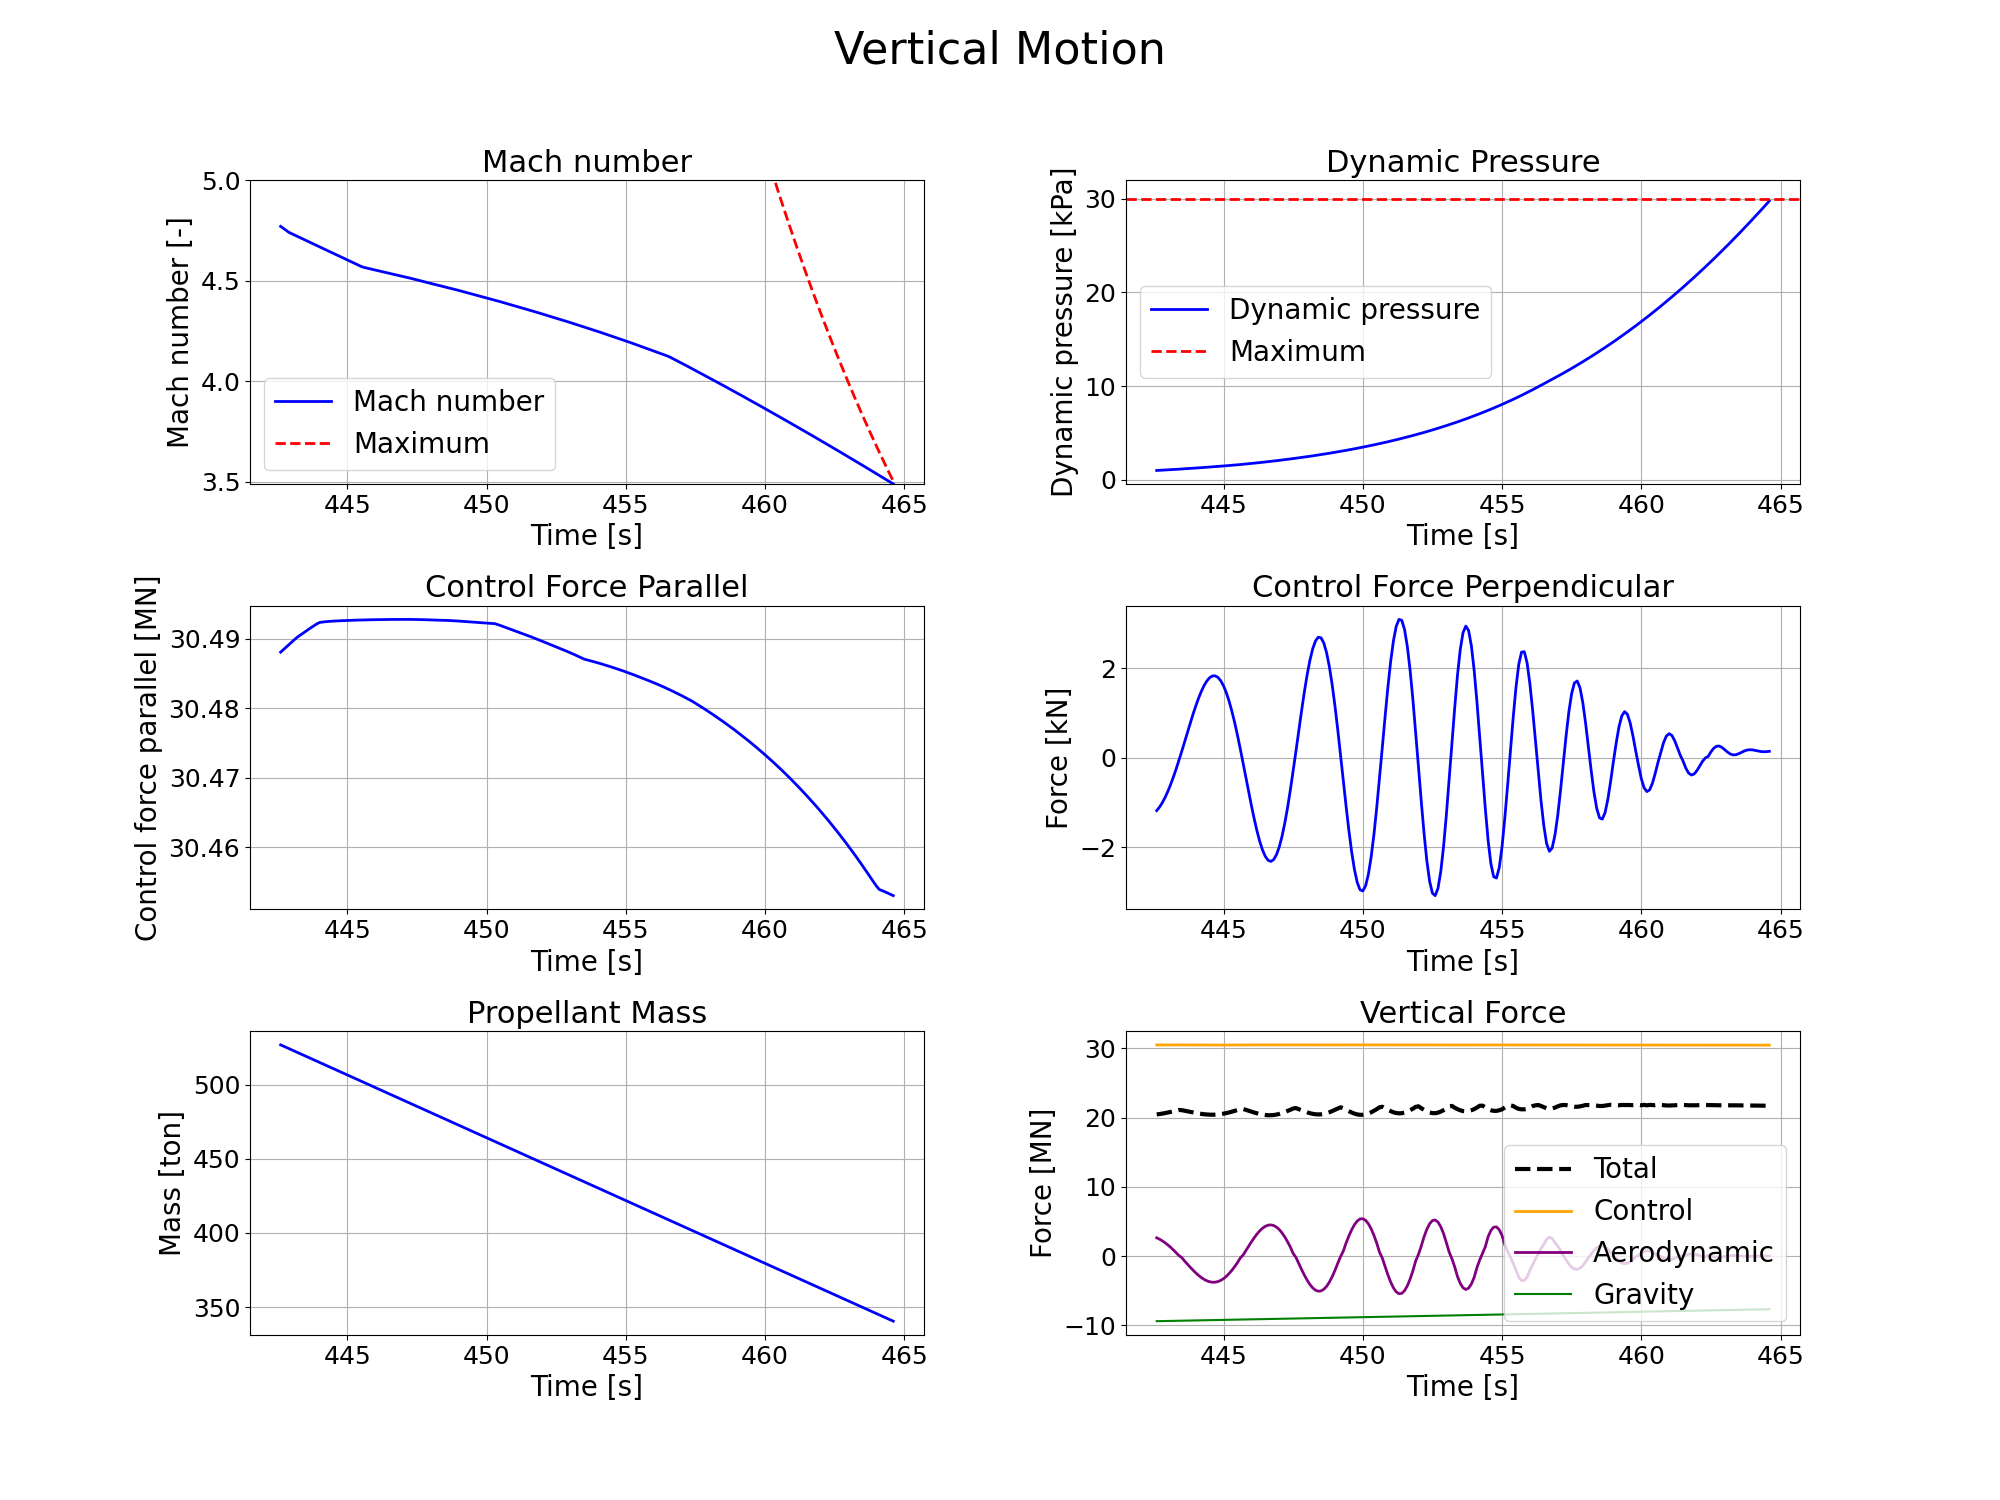 Vertical Motion
Mach number
Mach number [-]
5.0
4.5
4.0
3.5
Mach number
Maximum
445 450 455 460 465
Time [s]
Dynamic Pressure
Dynamic pressure [kPa]
30
20
10
0
Dynamic pressure
Maximum
445 450 455 460 465
Time [s]
Control Force Parallel
Control force parallel [MN]
30.49
30.48
30.47
30.46
445 450 455 460 465
Time [s]
Control Force Perpendicular
Force [kN]
2
0
−2
445 450 455 460 465
Time [s]
Propellant Mass
Mass [ton]
500
450
400
350
445 450 455 460 465
Time [s]
Vertical Force
Force [MN]
30
20
10
0
−10
Total
Control
Aerodynamic
Gravity
445 450 455 460 465
Time [s]